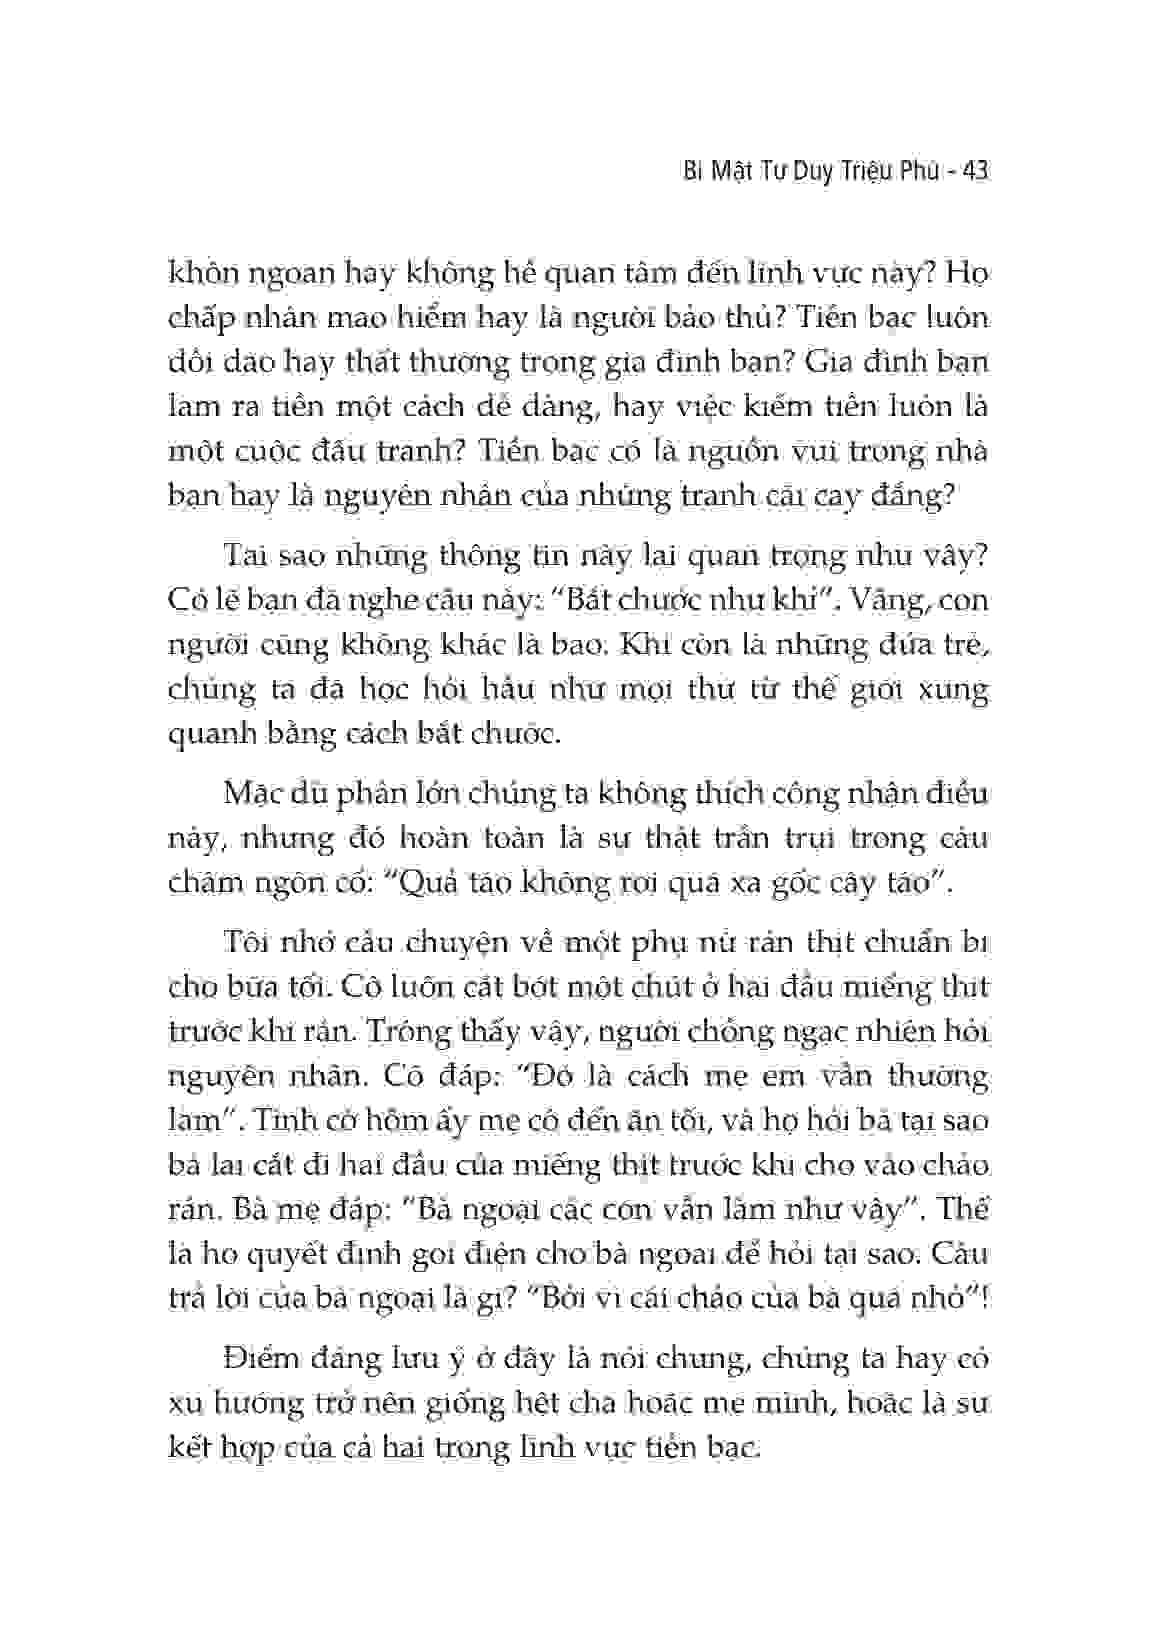 Bí Mật Tư Duy Triệu Phú - 43
khôn ngoan hay không hề quan tâm đến lĩnh vực này? Họ
chấp nhận mạo hiểm hay là người bảo thủ? Tiền bạc luôn
dồi dào hay thất thường trong gia đình bạn? Gia đình bạn
làm ra tiền một cách dễ dàng, hay việc kiếm tiền luôn là
một cuộc đấu tranh? Tiền bạc có là nguồn vui trong nhà
bạn hay là nguyên nhân của những tranh cãi cay đắng?
Tại sao những thông tin này lại quan trọng như vậy?
Có lẽ bạn đã nghe câu này: “Bắt chước như khỉ”. Vâng, con
người cũng không khác là bao. Khi còn là những đứa trẻ,
chúng ta đã học hỏi hầu như mọi thứ từ thế giới xung
quanh bằng cách bắt chước.
Mặc dù phần lớn chúng ta không thích công nhận điều
này, nhưng đó hoàn toàn là sự thật trần trụi trong câu
châm ngôn cổ: “Quả táo không rơi quá xa gốc cây táo”.
Tôi nhớ câu chuyện về một phụ nữ rán thịt chuẩn bị
cho bữa tối. Cô luôn cắt bớt một chút ở hai đầu miếng thịt
trước khi rán. Trông thấy vậy, người chồng ngạc nhiên hỏi
nguyên nhân. Cô đáp: “Đó là cách mẹ em vẫn thường
làm”. Tình cờ hôm ấy mẹ cô đến ăn tối, và họ hỏi bà tại sao
bà lại cắt đi hai đầu của miếng thịt trước khi cho vào chảo
rán. Bà mẹ đáp: “Bà ngoại các con vẫn làm như vậy”. Thế
là họ quyết định gọi điện cho bà ngoại để hỏi tại sao. Câu
trả lời của bà ngoại là gì? “Bởi vì cái chảo của bà quá nhỏ”!
Điểm đáng lưu ý ở đây là nói chung, chúng ta hay có
xu hướng trở nên giống hệt cha hoặc mẹ mình, hoặc là sự
kết hợp của cả hai trong lĩnh vực tiền bạc.